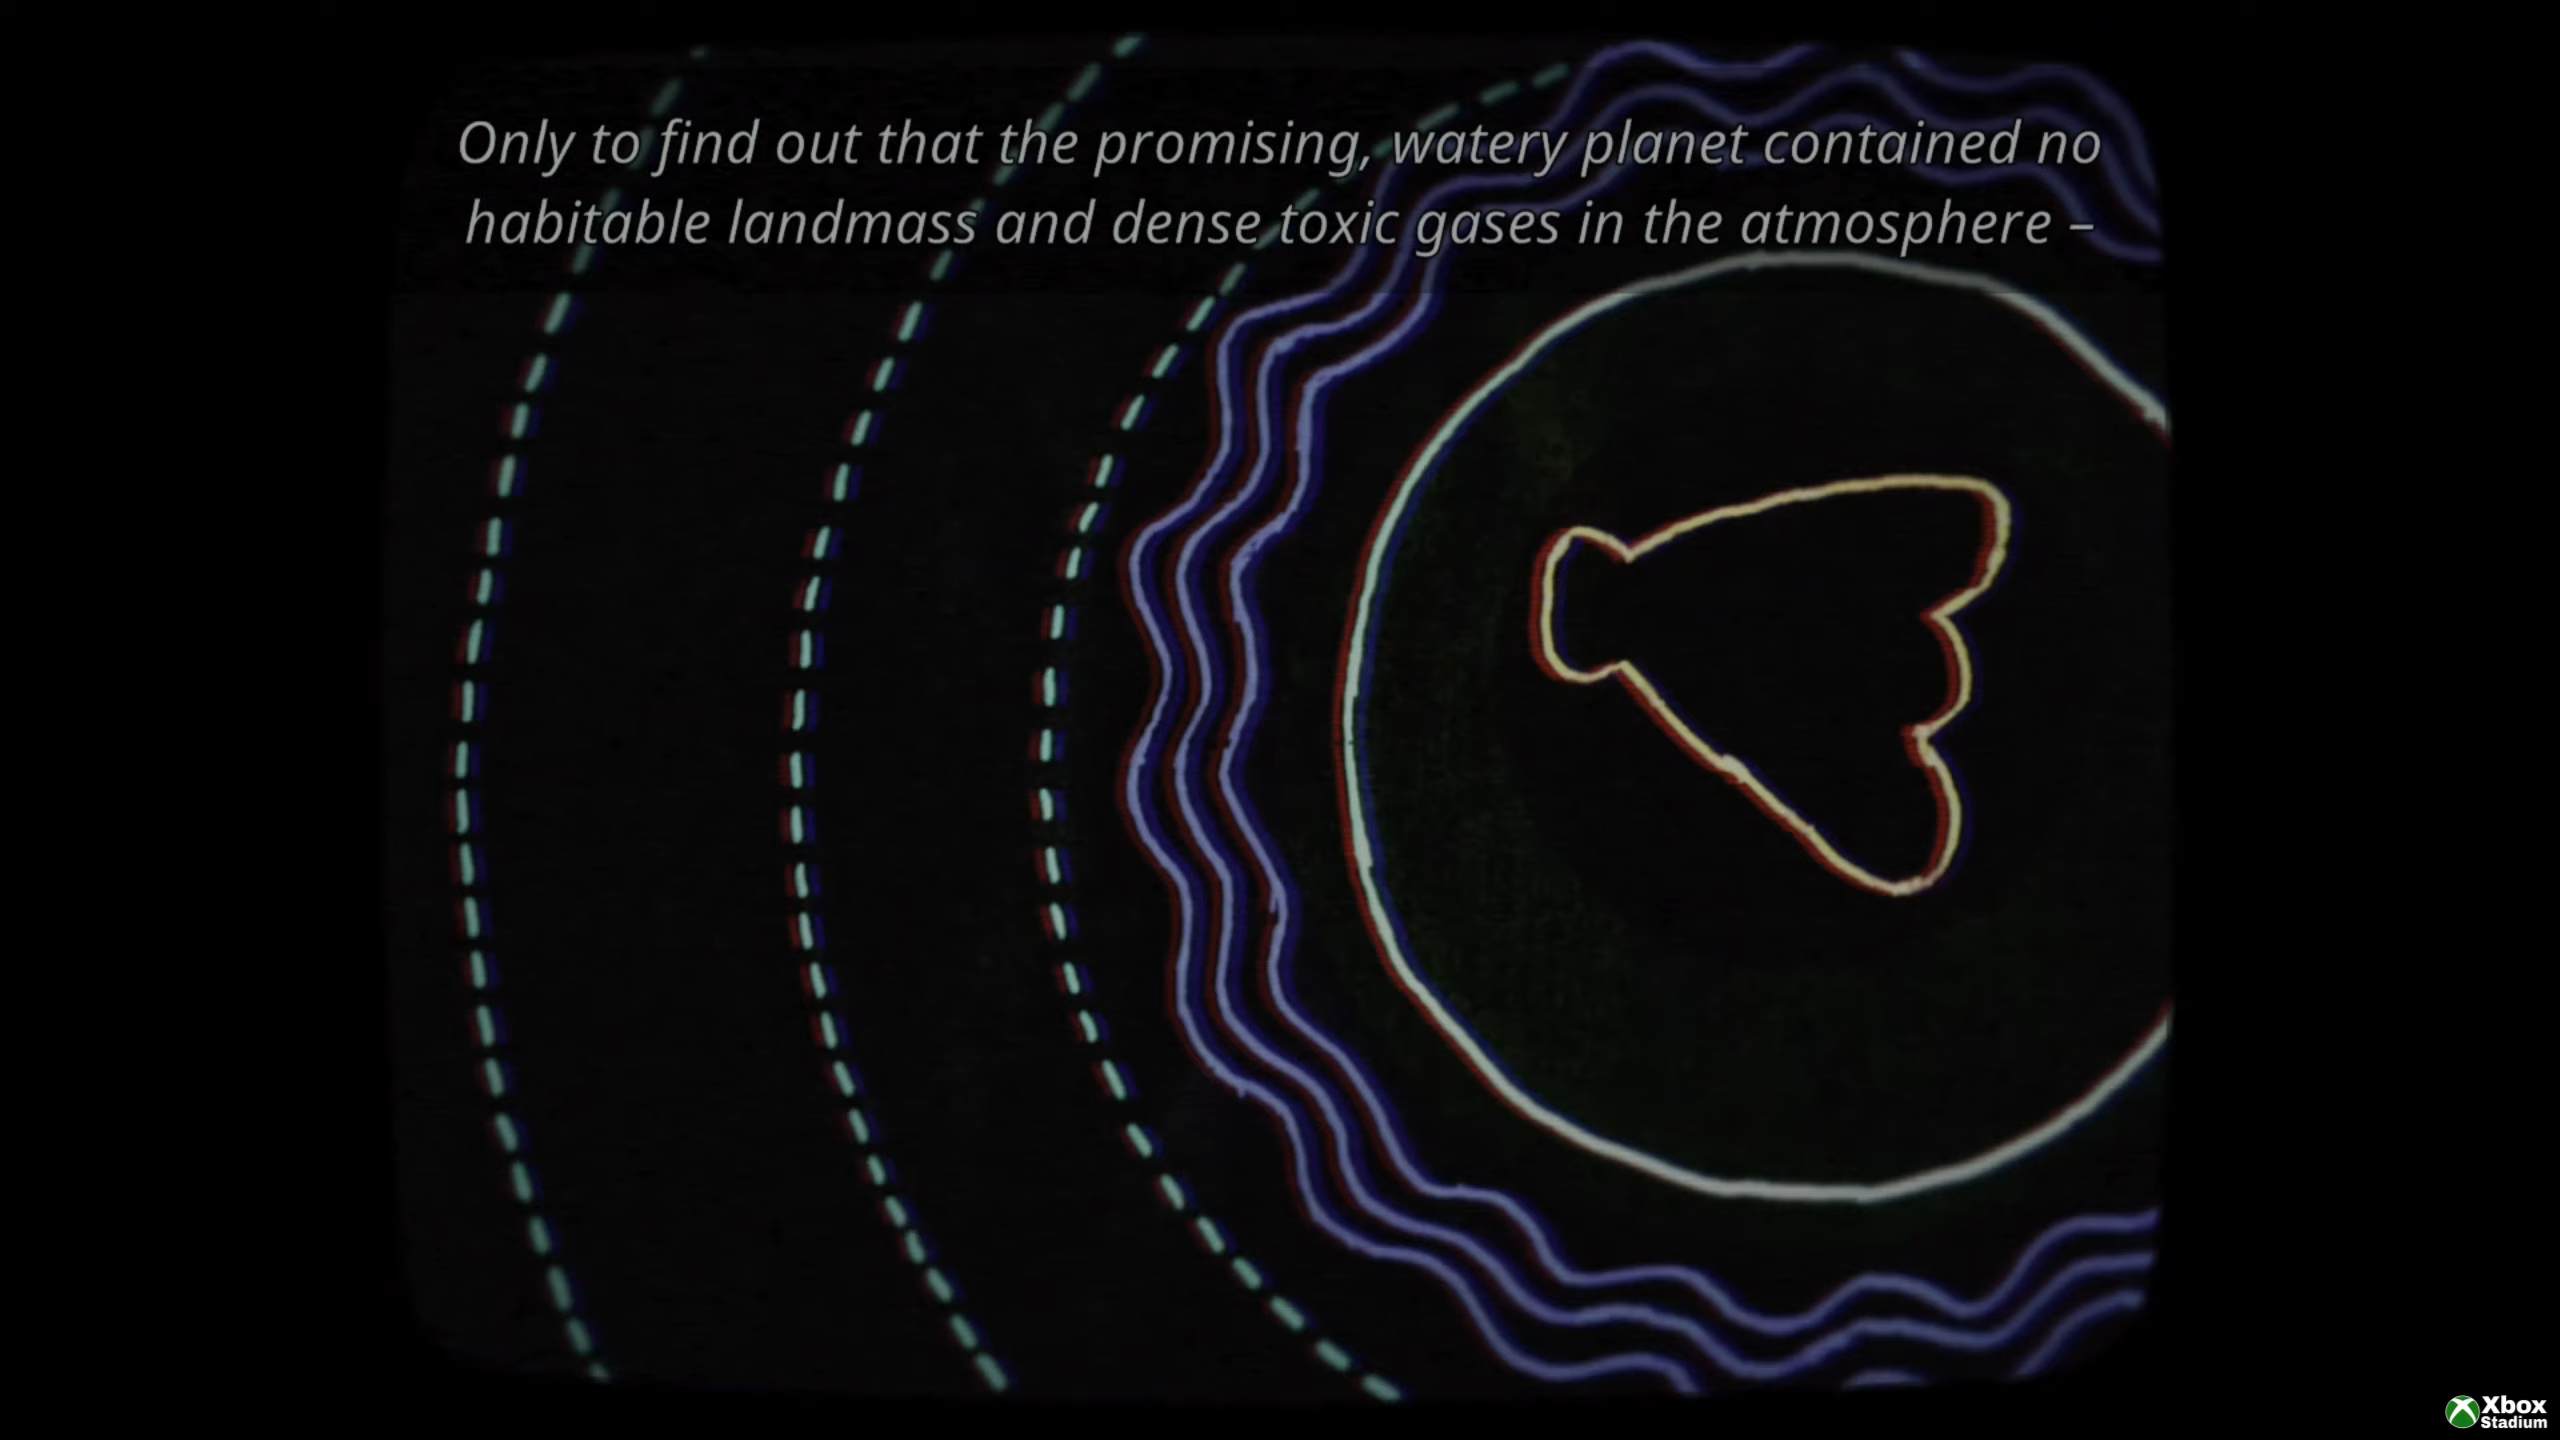 Only to find out that the promising, watery planet contained no
habitable landmass and dense toxic gases in the atmosphere –
Xbox
Stadium